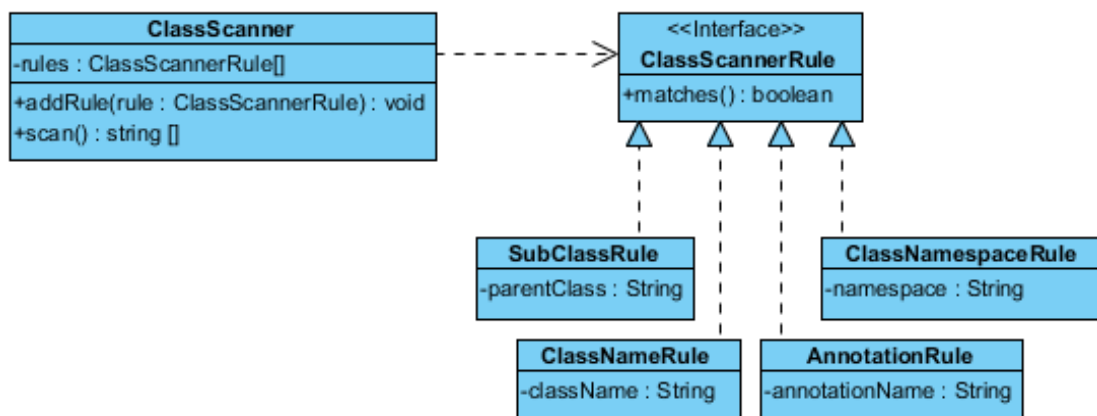 ClassScanner
-rules : ClassScannerRule[]
+addRule(rule : ClassScannerRule) : void
+scan() : string []
<<Interface>>
ClassScannerRule
+matches() : boolean
SubClassRule
-parentClass : String
ClassNamespaceRule
-namespace : String
ClassNameRule
-className : String
AnnotationRule
-annotationName : String